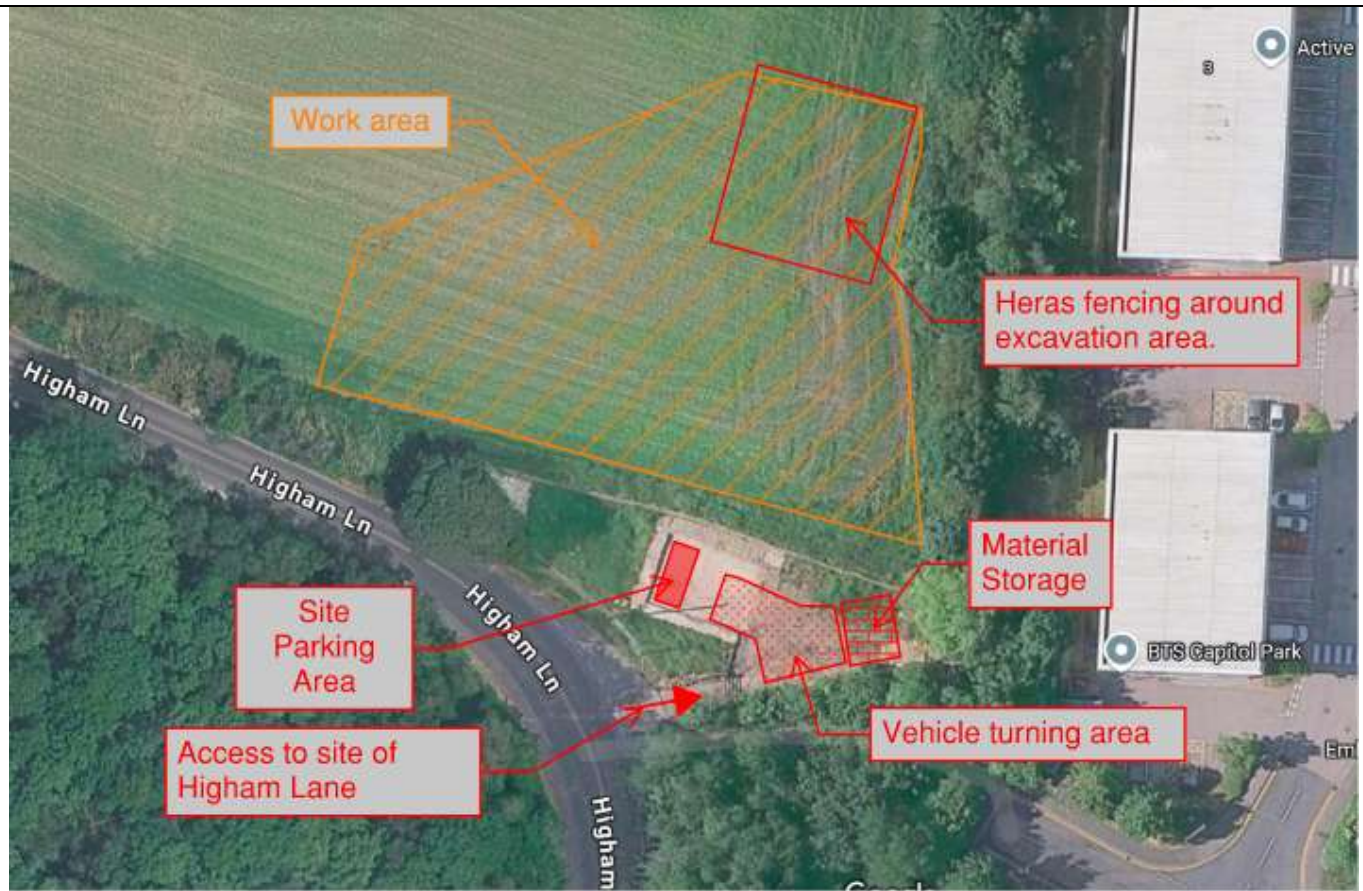 3
Active
Work area
Heras fencing around
excavation area.
Higham Ln
Higham Ln
Higham Ln
Material
Storage
Site
Parking
Area
BTS Capitol Park
Vehicle turning area
Access to site of
Higham Lane
Higham